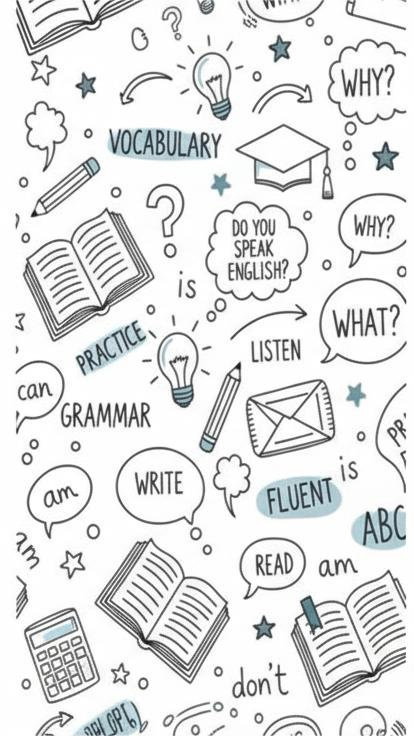 WHY?
VOCABULARY
WHY?
DO YOU
SPEAK
ENGLISH?
is
WHAT?
PRACTICE
LISTEN
can
GRAMMAR
is
am
WRITE
FLUENT
ABC
READ
am
don't